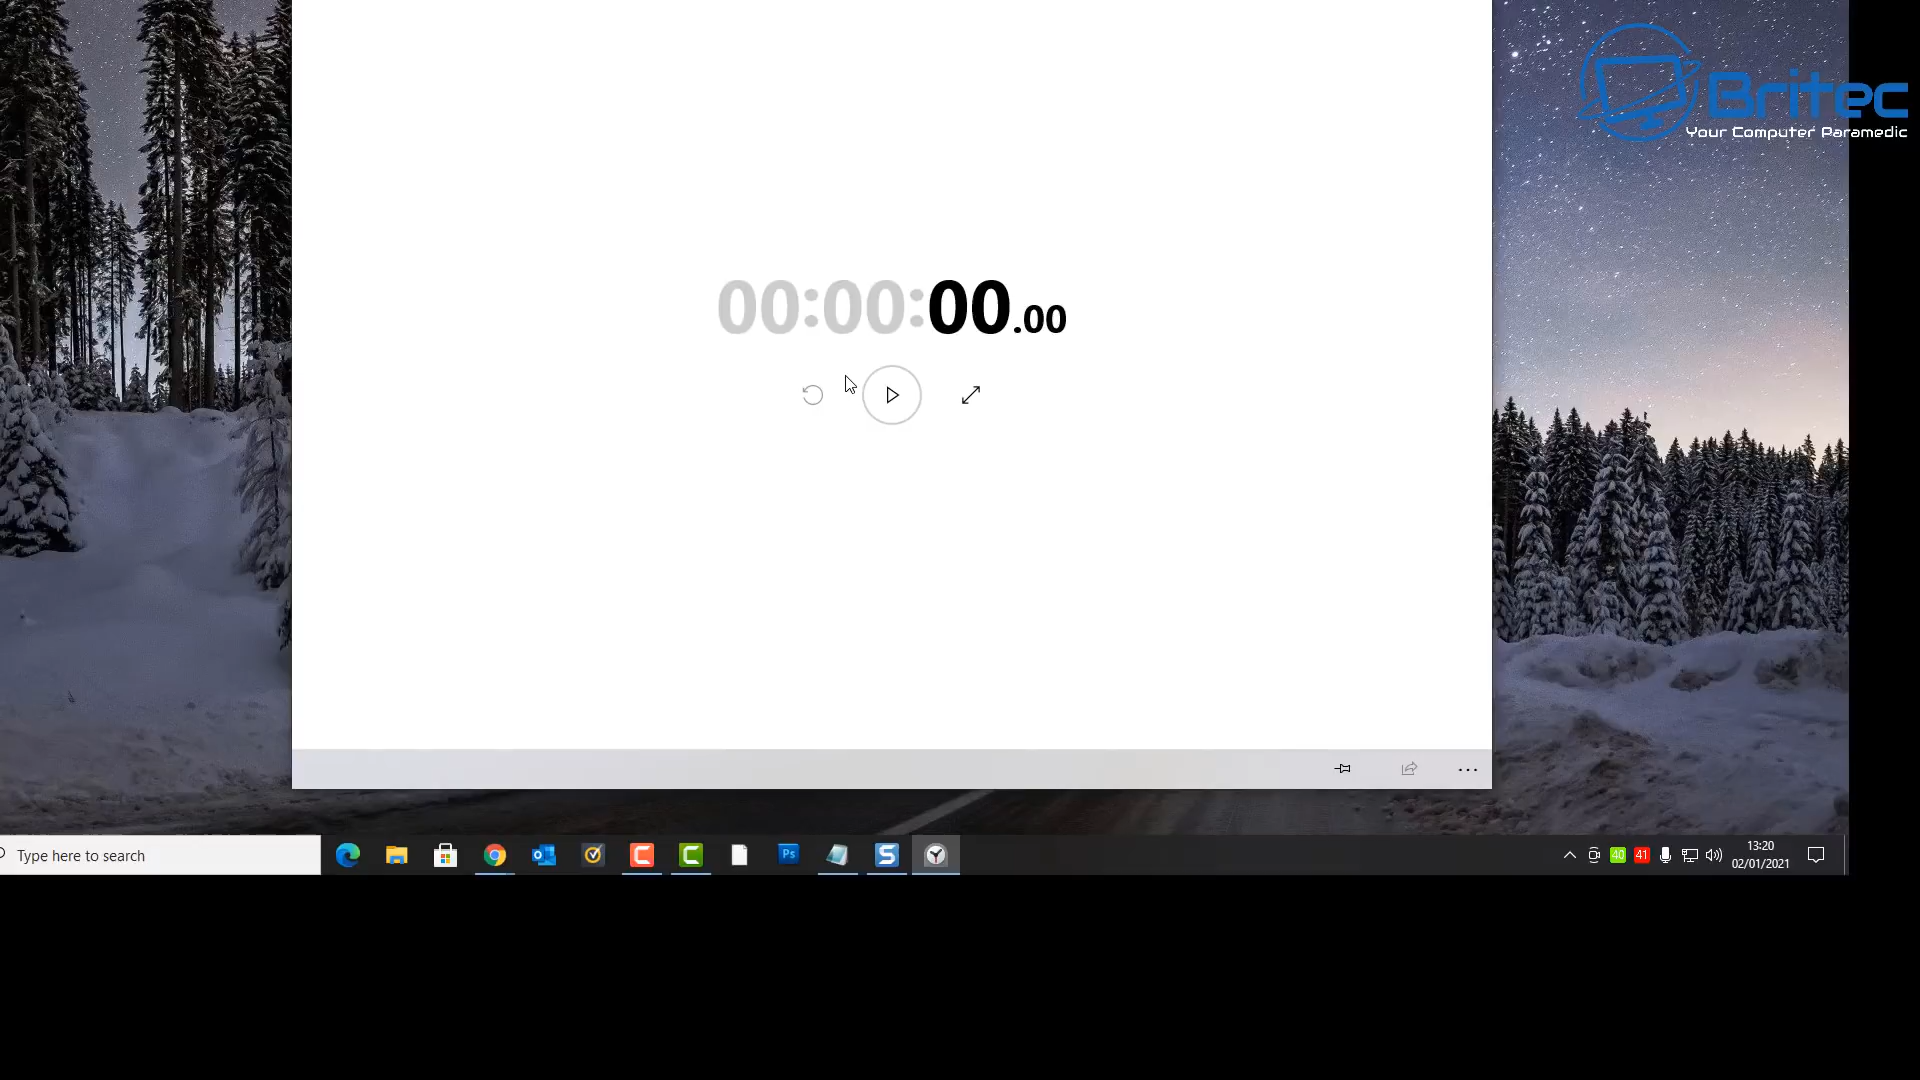 Britec
Your Computer Paramedic
00:00:00.00
Type here to search
Ps
S
40
41
13:20
02/01/2021